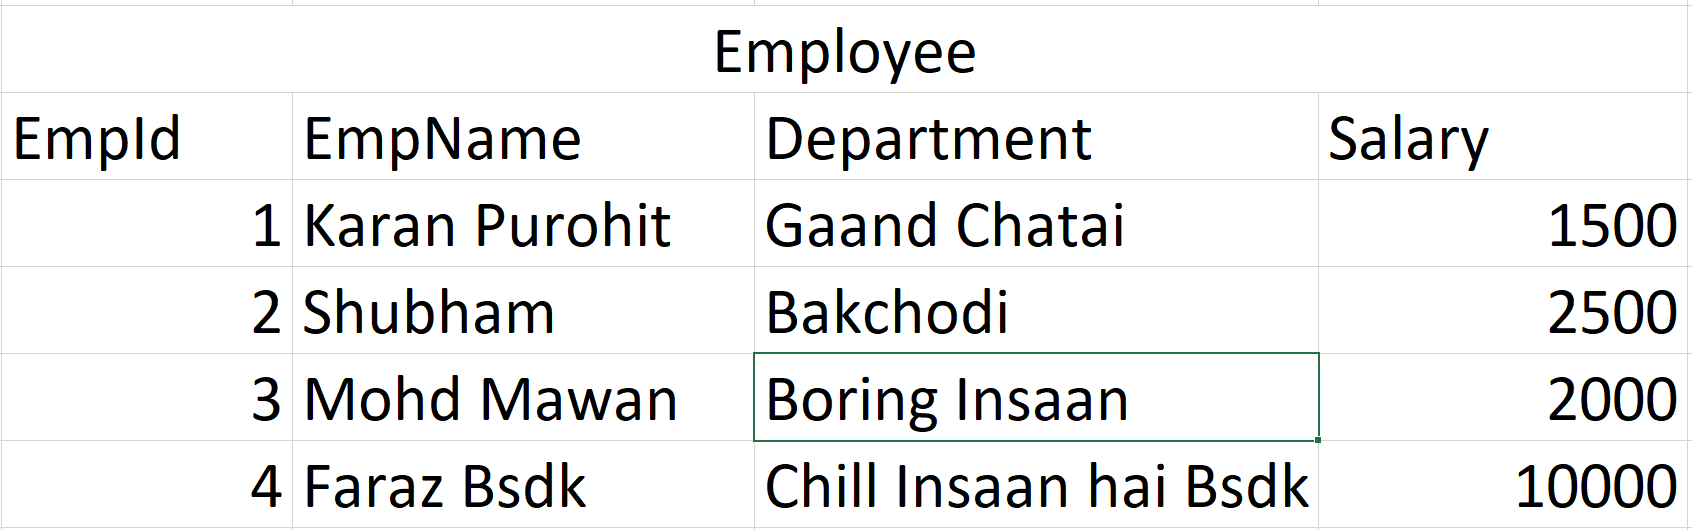 Employee
EmpId EmpName Department Salary
1 Karan Purohit Gaand Chatai 1500
2 Shubham Bakchodi 2500
3 Mohd Mawan Boring Insaan 2000
4 Faraz Bsdk Chill Insaan hai Bsdk 10000